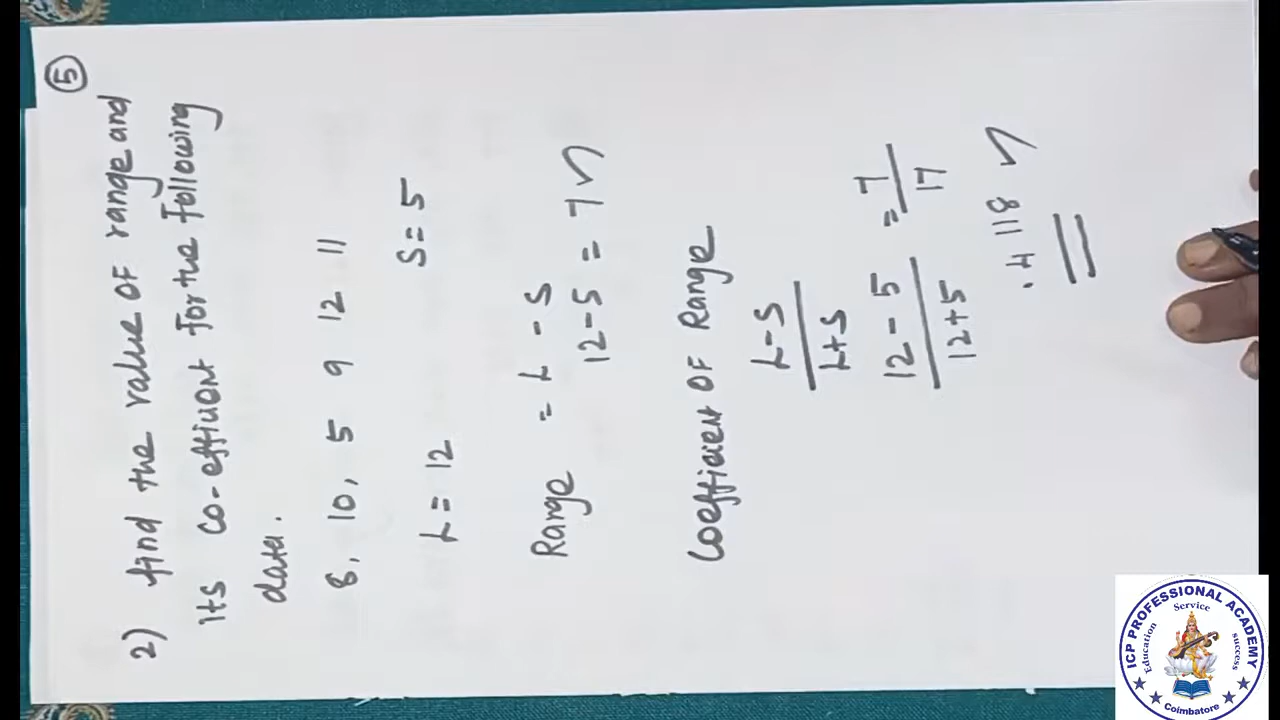 5
2) find the value of range and
its co-efficient for the following
data.
8, 10, 5 9 12 11
L = 12 S = 5
Range = L - S
12 - 5 = 7
Coefficient of Range
L - S
L + S
12 - 5 = 7
12 + 5 17
.4118
ICP PROFESSIONAL ACADEMY
Service
Education
success
Coimbatore